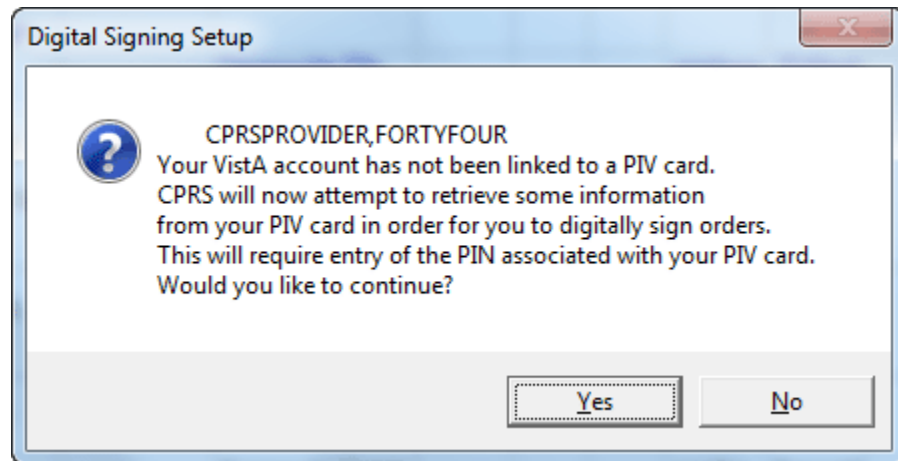 Digital Signing Setup
CPRSPROVIDER,FORTYFOUR
Your VistA account has not been linked to a PIV card.
CPRS will now attempt to retrieve some information
from your PIV card in order for you to digitally sign orders.
This will require entry of the PIN associated with your PIV card.
Would you like to continue?
Yes No